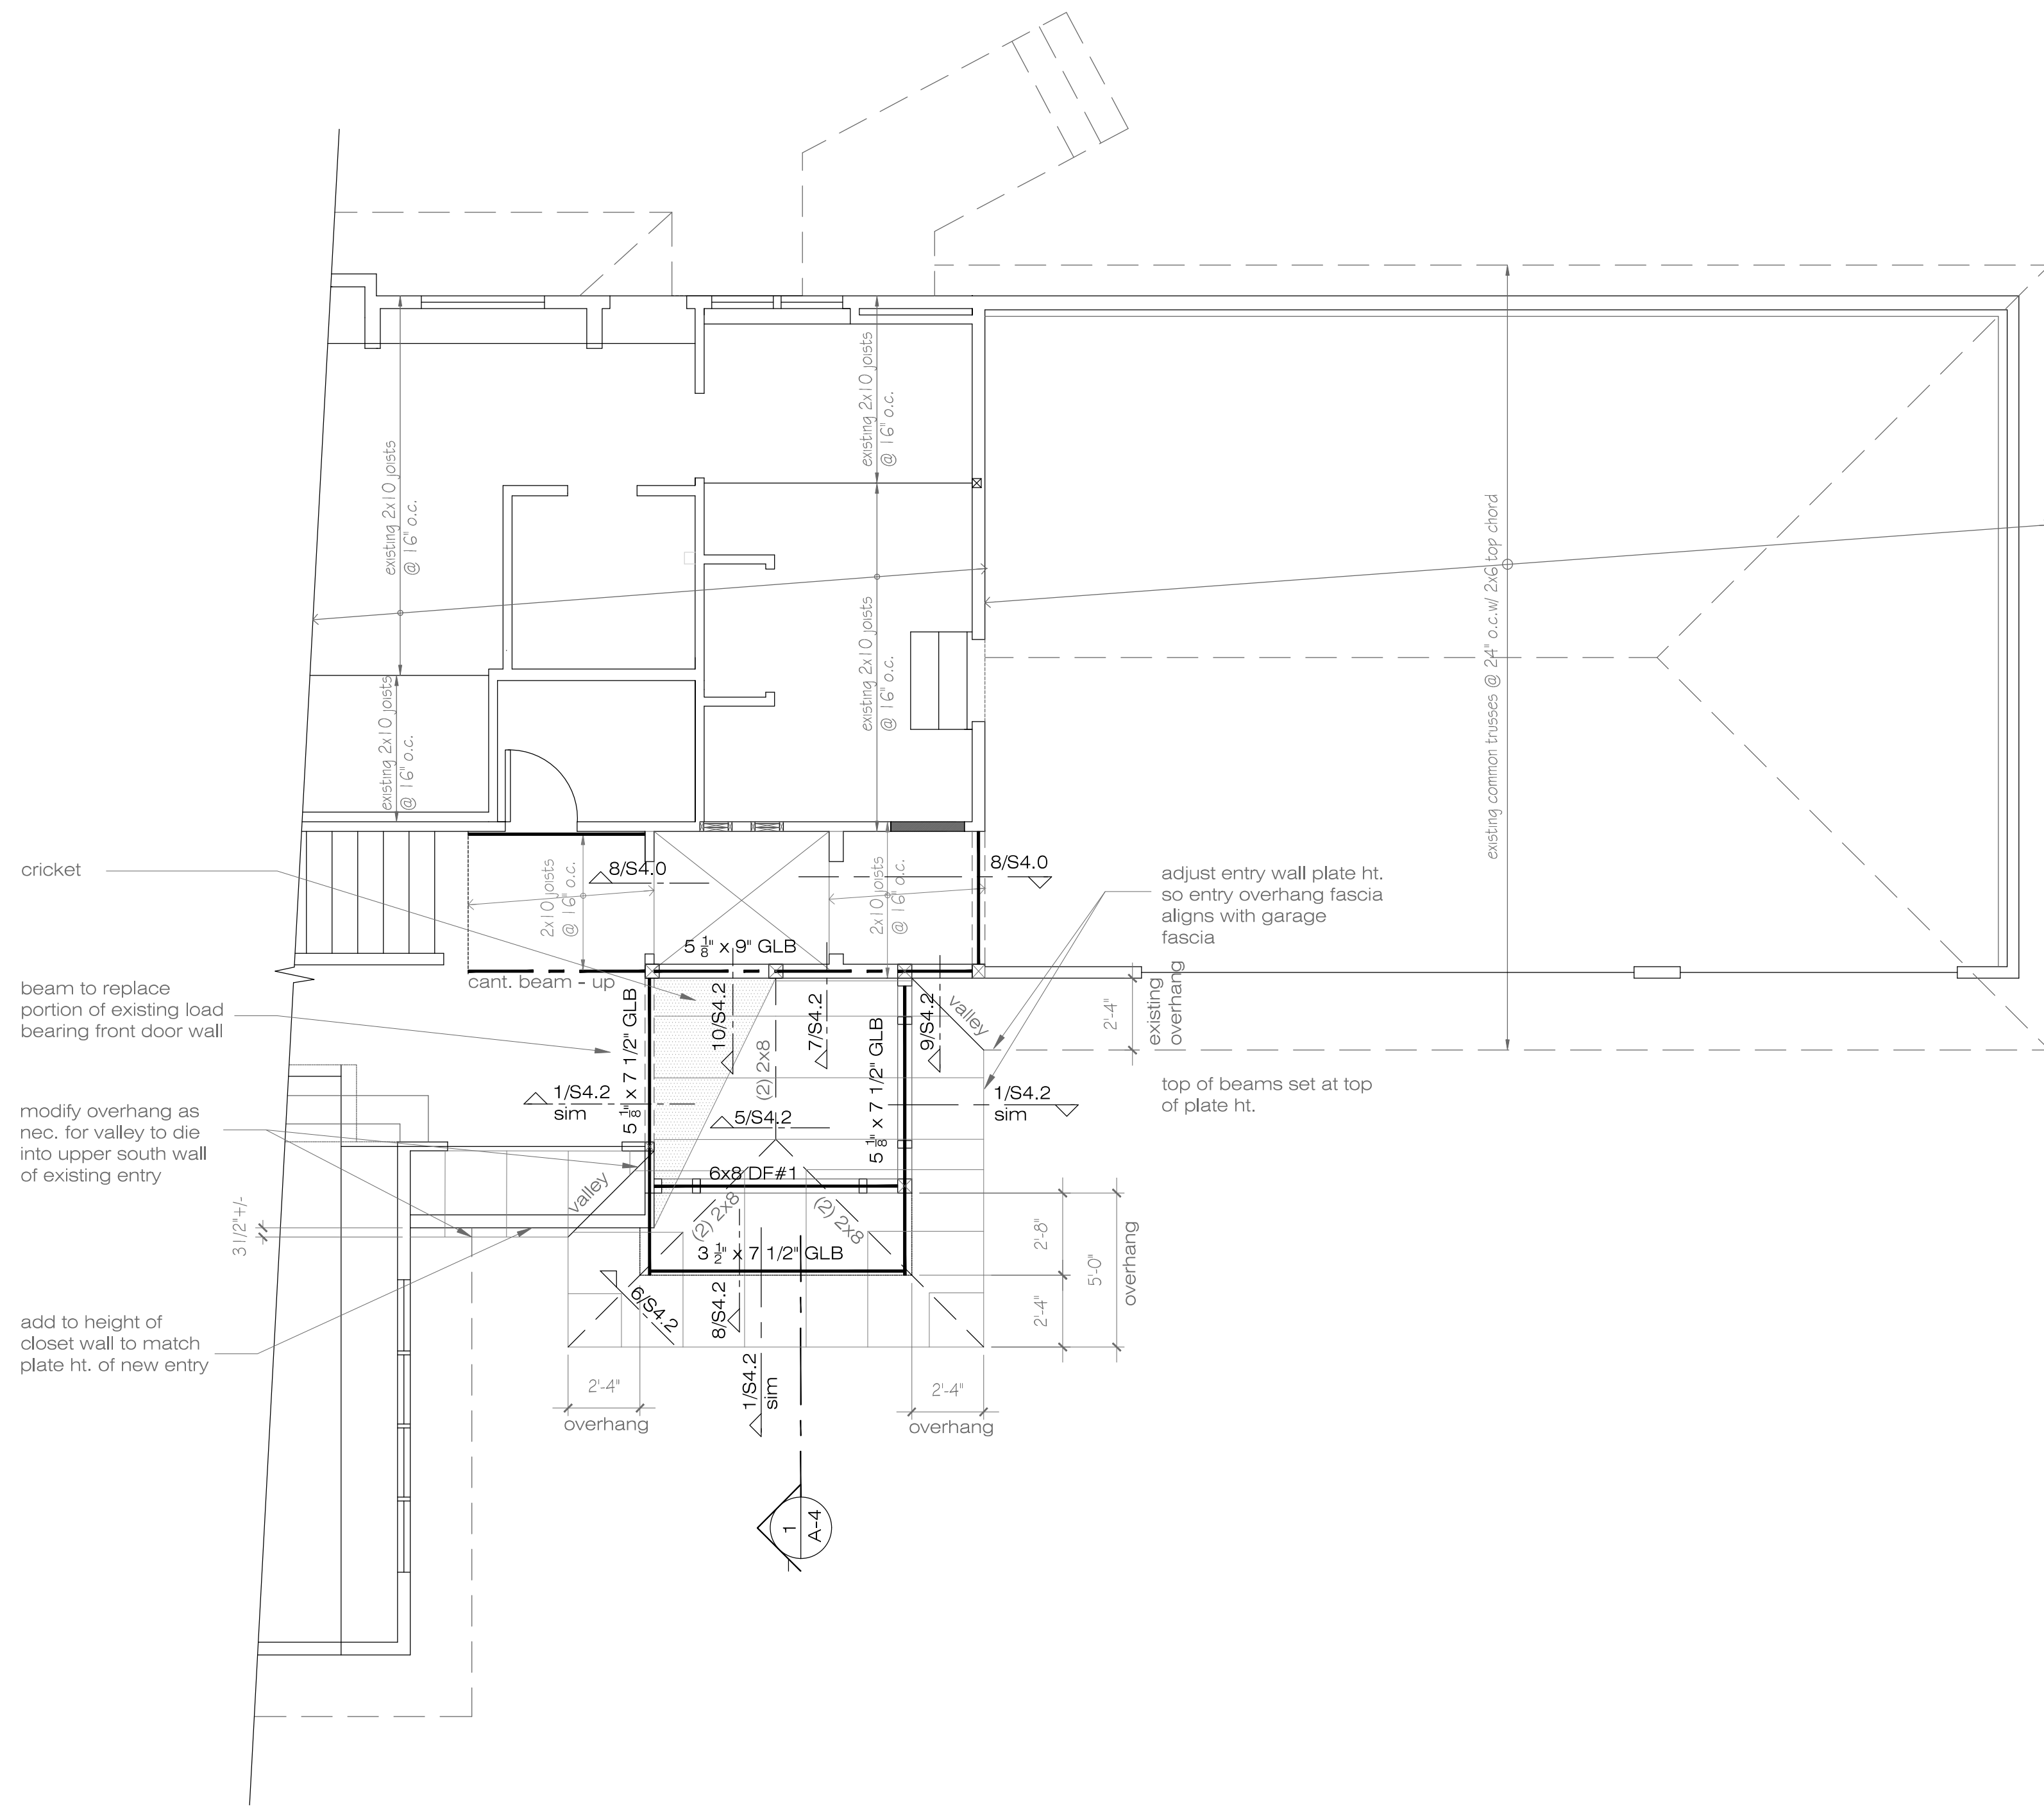 existing 2x10 joists
@ 16" o.c.
existing 2x10 joists
@ 16" o.c.
existing 2x10 joists
@ 16" o.c.
existing 2x10 joists
@ 16" o.c.
existing common trusses @ 24" o.c.w/ 2x6 top chord
cricket
2x10 joists
@ 16" o.c.
8/S4.0
2x10 joists
@ 16" o.c.
8/S4.0
adjust entry wall plate ht.
so entry overhang fascia
aligns with garage
fascia
5 1/8" x 9" GLB
cant. beam - up
beam to replace
portion of existing load
bearing front door wall
5 1/8" x 7 1/2" GLB
10/S4.2
7/S4.2
9/S4.2
valley
2'-4"
existing
overhang
(2) 2x8
5 1/8" x 7 1/2" GLB
top of beams set at top
of plate ht.
1/S4.2
sim
1/S4.2
sim
5/S4.2
modify overhang as
nec. for valley to die
into upper south wall
of existing entry
valley
6x8 DF#1
(2) 2x8
(2) 2x8
31/2"+/-
3 1/2" x 7 1/2" GLB
2'-8"
5'-0"
overhang
2'-4"
6/S4.2
8/S4.2
add to height of
closet wall to match
plate ht. of new entry
1/S4.2
sim
2'-4"
overhang
2'-4"
overhang
1
A-4